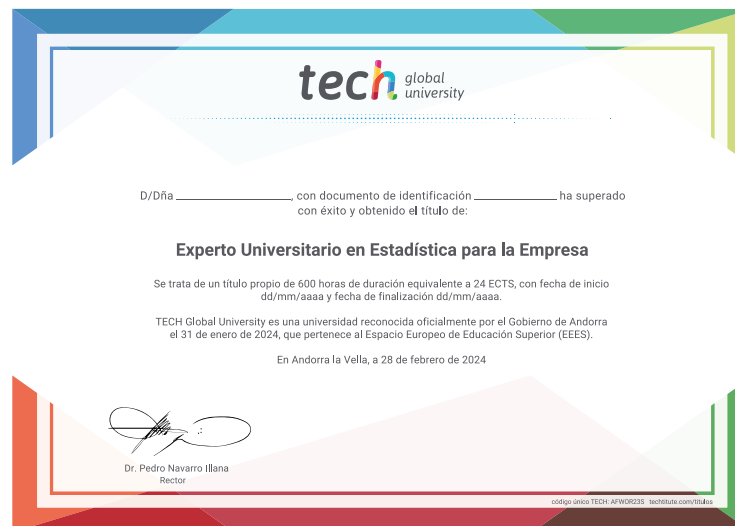 tech global university
D/Dña ____________, con documento de identificación ____________ ha superado
con éxito y obtenido el título de:
Experto Universitario en Estadística para la Empresa
Se trata de un título propio de 600 horas de duración equivalente a 24 ECTS, con fecha de inicio
dd/mm/aaaa y fecha de finalización dd/mm/aaaa.
TECH Global University es una universidad reconocida oficialmente por el Gobierno de Andorra
el 31 de enero de 2024, que pertenece al Espacio Europeo de Educación Superior (EEES).
En Andorra la Vella, a 28 de febrero de 2024
Dr. Pedro Navarro Illana
Rector
código único TECH: AFWOR23S techtitute.com/titulos